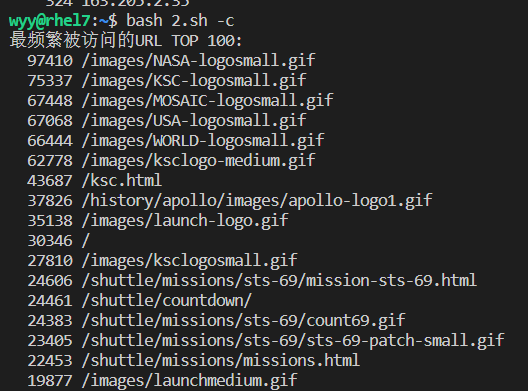 324 163.205.2.35
wyy@rhel7:~$ bash 2.sh -c
最频繁被访问的URL TOP 100:
97410 /images/NASA-logosmall.gif
75337 /images/KSC-logosmall.gif
67448 /images/MOSAIC-logosmall.gif
67068 /images/USA-logosmall.gif
66444 /images/WORLD-logosmall.gif
62778 /images/ksclogo-medium.gif
43687 /ksc.html
37826 /history/apollo/images/apollo-logo1.gif
35138 /images/launch-logo.gif
30346 /
27810 /images/ksclogosmall.gif
24606 /shuttle/missions/sts-69/mission-sts-69.html
24461 /shuttle/countdown/
24383 /shuttle/missions/sts-69/count69.gif
23405 /shuttle/missions/sts-69/sts-69-patch-small.gif
22453 /shuttle/missions/missions.html
19877 /images/launchmedium.gif